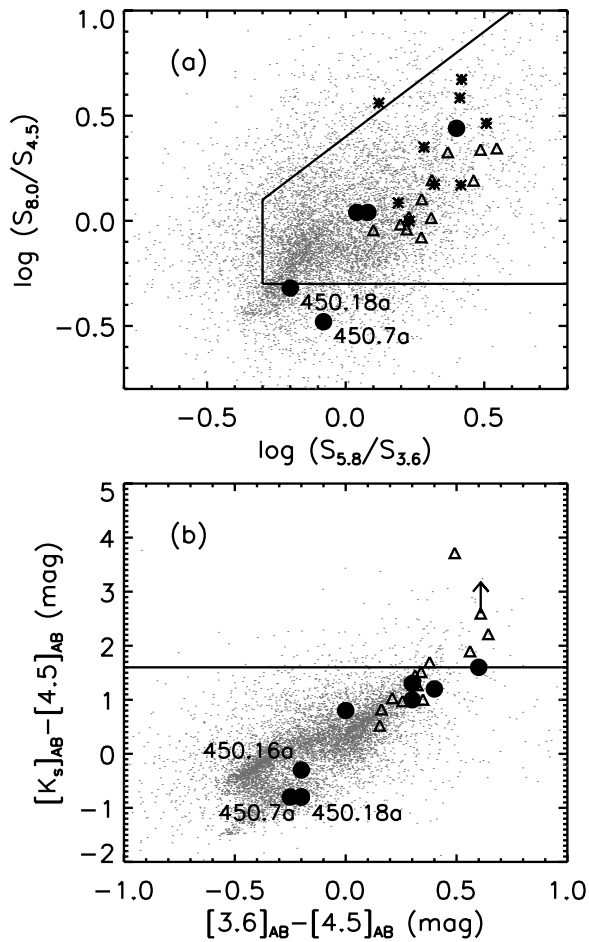 1.0
(a)
0.5
0.0
−0.5
log (S8.0/S4.5)
450.18a
450.7a
−0.5 0.0 0.5
log (S5.8/S3.6)
5
(b)
4
3
2
1
0
−1
−2
[Ks]AB−[4.5]AB (mag)
450.16a
450.7a 450.18a
−1.0 −0.5 0.0 0.5 1.0
[3.6]AB−[4.5]AB (mag)